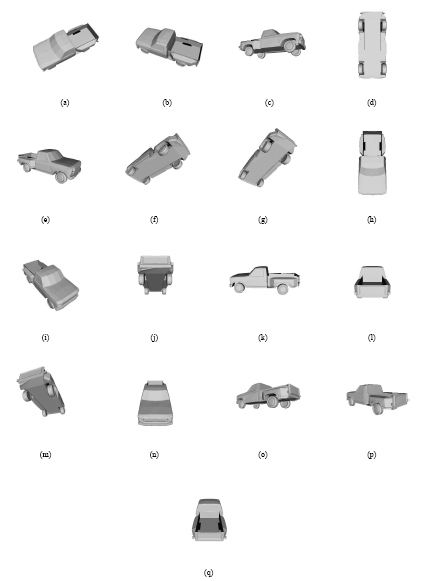 (a) (b) (c) (d)
(e) (f) (g) (h)
(i) (j) (k) (l)
(m) (n) (o) (p)
(q)